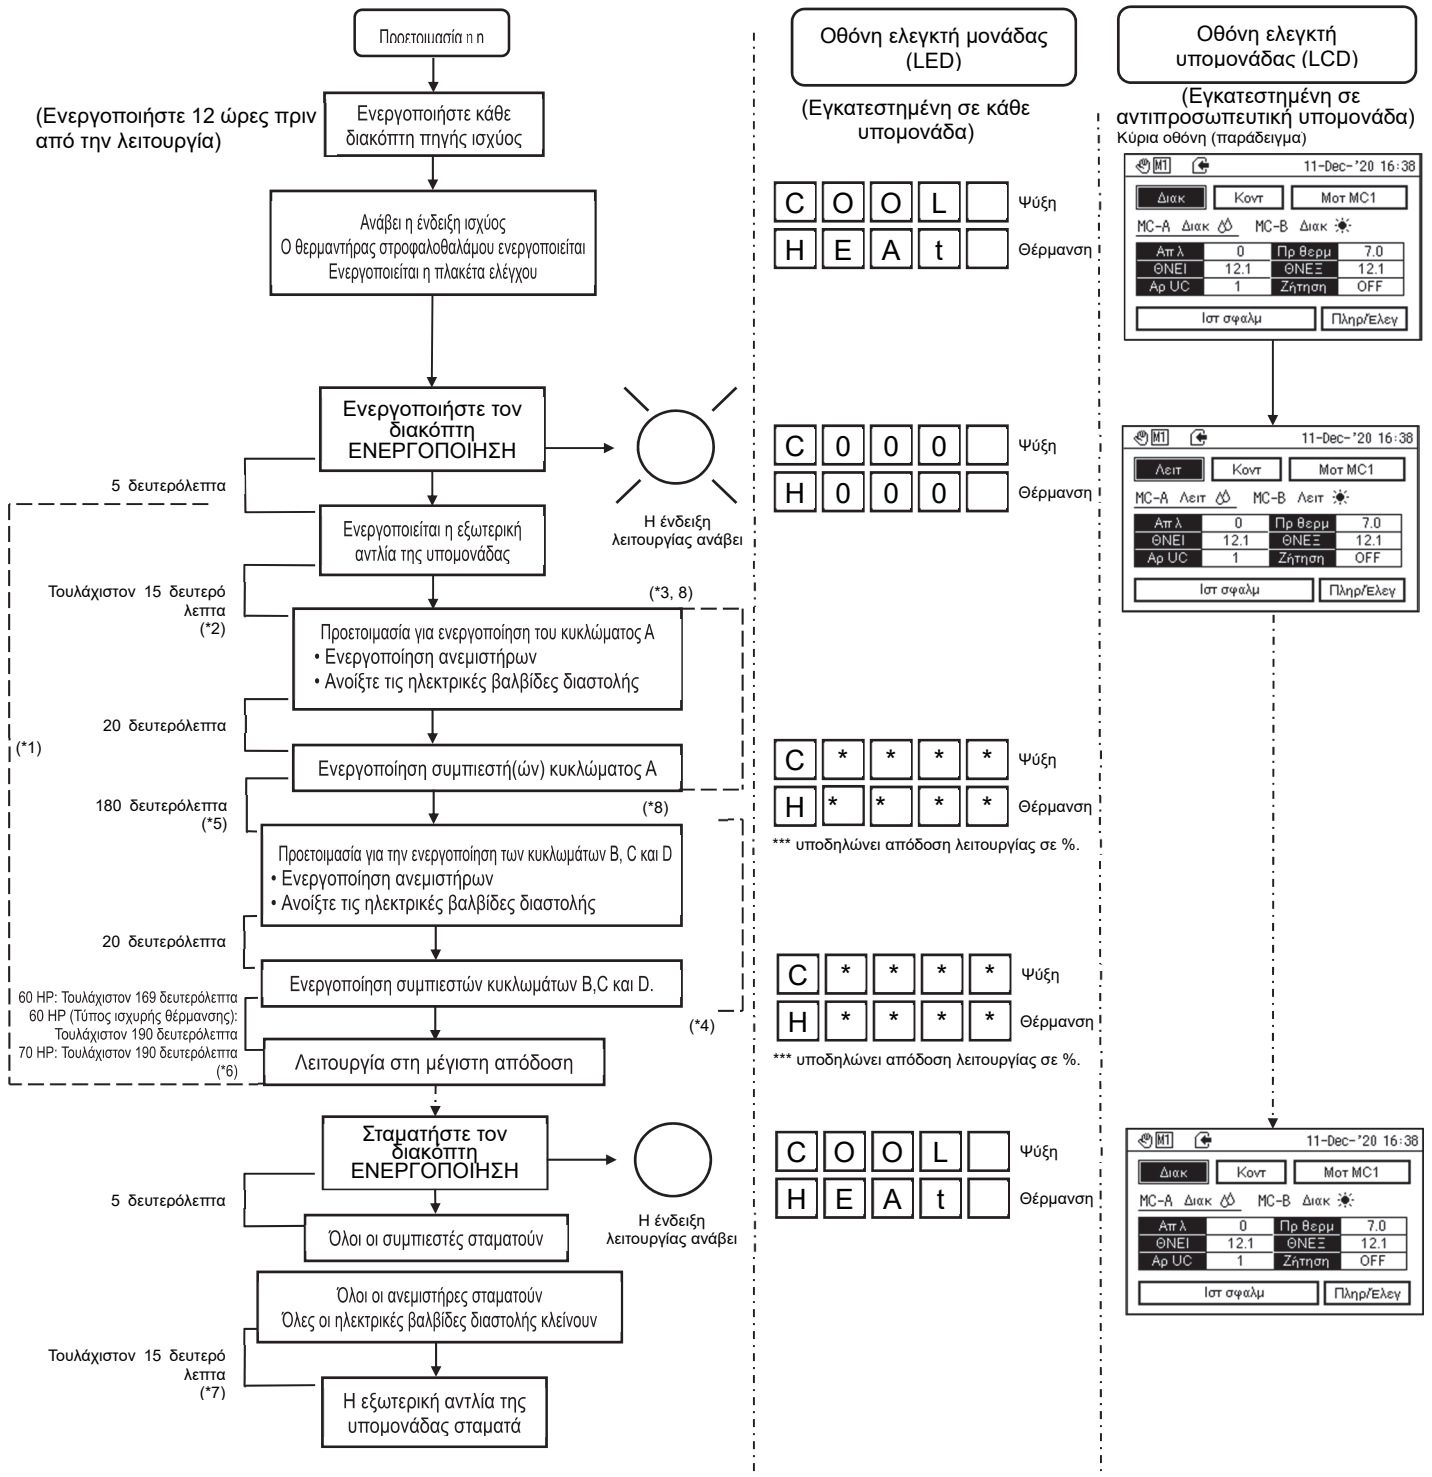 Προετοιμασία η η
(Ενεργοποιήστε 12 ώρες πριν
από την λειτουργία)
Ενεργοποιήστε κάθε
διακόπτη πηγής ισχύος
Ανάβει η ένδειξη ισχύος
Ο θερμαντήρας στροφαλοθαλάμου ενεργοποιείται
Ενεργοποιείται η πλακέτα ελέγχου
Ενεργοποιήστε τον
διακόπτη
ΕΝΕΡΓΟΠΟΙΗΣΗ
Η ένδειξη
λειτουργίας ανάβει
5 δευτερόλεπτα
Ενεργοποιείται η εξωτερική
αντλία της υπομονάδας
Τουλάχιστον 15 δευτερό
λεπτα
(*2)
(*3, 8)
Προετοιμασία για ενεργοποίηση του κυκλώματος A
• Ενεργοποίηση ανεμιστήρων
• Ανοίξτε τις ηλεκτρικές βαλβίδες διαστολής
20 δευτερόλεπτα
(*1)
Ενεργοποίηση συμπιεστή(ών) κυκλώματος A
180 δευτερόλεπτα
(*5)
(*8)
Προετοιμασία για την ενεργοποίηση των κυκλωμάτων B, C και D
• Ενεργοποίηση ανεμιστήρων
• Ανοίξτε τις ηλεκτρικές βαλβίδες διαστολής
20 δευτερόλεπτα
Ενεργοποίηση συμπιεστών κυκλωμάτων B,C και D.
60 HP: Τουλάχιστον 169 δευτερόλεπτα
60 HP (Τύπος ισχυρής θέρμανσης):
Τουλάχιστον 190 δευτερόλεπτα
70 HP: Τουλάχιστον 190 δευτερόλεπτα
(*6)
(*4)
Λειτουργία στη μέγιστη απόδοση
Σταματήστε τον
διακόπτη
ΕΝΕΡΓΟΠΟΙΗΣΗ
Η ένδειξη
λειτουργίας ανάβει
5 δευτερόλεπτα
Όλοι οι συμπιεστές σταματούν
Όλοι οι ανεμιστήρες σταματούν
Όλες οι ηλεκτρικές βαλβίδες διαστολής κλείνουν
Τουλάχιστον 15 δευτερό
λεπτα
(*7)
Η εξωτερική αντλία της
υπομονάδας σταματά
Οθόνη ελεγκτή μονάδας
(LED)
(Εγκατεστημένη σε κάθε
υπομονάδα)
C O O L Ψύξη
H E A t Θέρμανση
C 0 0 0 Ψύξη
H 0 0 0 Θέρμανση
C * * * * Ψύξη
H * * * * Θέρμανση
*** υποδηλώνει απόδοση λειτουργίας σε %.
C * * * * Ψύξη
H * * * * Θέρμανση
*** υποδηλώνει απόδοση λειτουργίας σε %.
C O O L Ψύξη
H E A t Θέρμανση
Οθόνη ελεγκτή
υπομονάδας (LCD)
(Εγκατεστημένη σε
αντιπροσωπευτική υπομονάδα)
Κύρια οθόνη (παράδειγμα)
M1 11-Dec-'20 16:38
Διακ Κοντ Μοτ MC1
MC-A Διακ MC-B Διακ
Απ λ 0 Πρ θερμ 7.0
ΘΝΕΙ 12.1 ΘΝΕΞ 12.1
Αρ UC 1 Ζήτηση OFF
Ιστ σφαλμ Πληρ/Έλεγ
M1 11-Dec-'20 16:38
Λειτ Κοντ Μοτ MC1
MC-A Λειτ MC-B Λειτ
Απ λ 0 Πρ θερμ 7.0
ΘΝΕΙ 12.1 ΘΝΕΞ 12.1
Αρ UC 1 Ζήτηση OFF
Ιστ σφαλμ Πληρ/Έλεγ
M1 11-Dec-'20 16:38
Διακ Κοντ Μοτ MC1
MC-A Διακ MC-B Διακ
Απ λ 0 Πρ θερμ 7.0
ΘΝΕΙ 12.1 ΘΝΕΞ 12.1
Αρ UC 1 Ζήτηση OFF
Ιστ σφαλμ Πληρ/Έλεγ